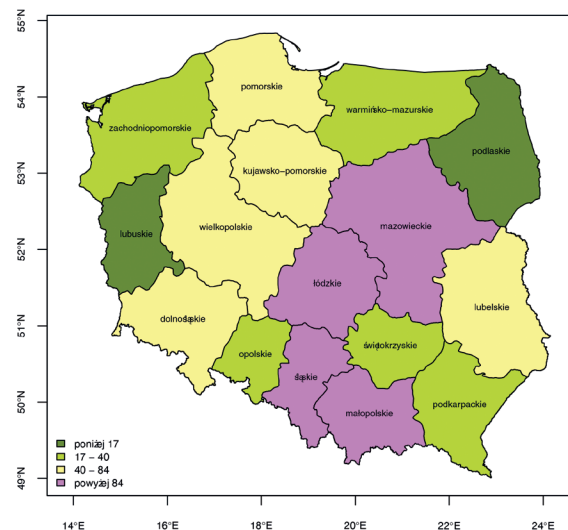 55°N
54°N
53°N
52°N
51°N
50°N
49°N
pomorskie
warmińsko−mazurskie
zachodniopomorskie
podlaskie
kujawsko−pomorskie
mazowieckie
wielkopolskie
lubuskie
łódzkie
lubelskie
dolnośląskie
świętokrzyskie
opolskie
śląskie
podkarpackie
małopolskie
poniżej 17
17 − 40
40 − 84
powyżej 84
14°E 16°E 18°E 20°E 22°E 24°E